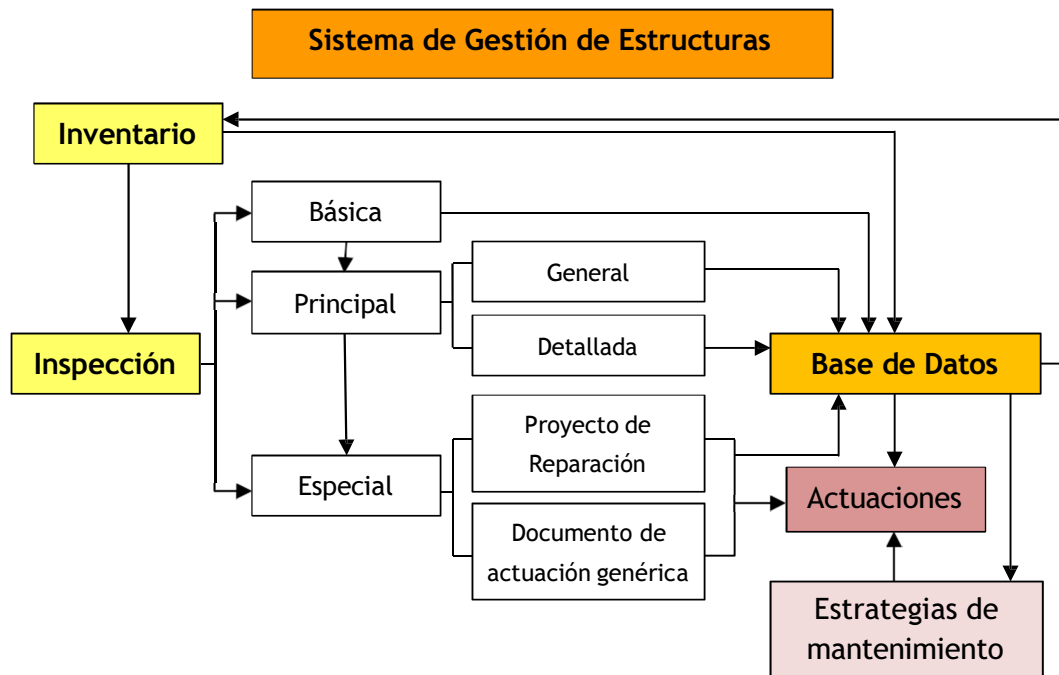 Sistema de Gestión de Estructuras
Inventario
Básica
General
Principal
Detallada
Inspección
Base de Datos
Proyecto de
Reparación
Especial
Actuaciones
Documento de
actuación genérica
Estrategias de
mantenimiento